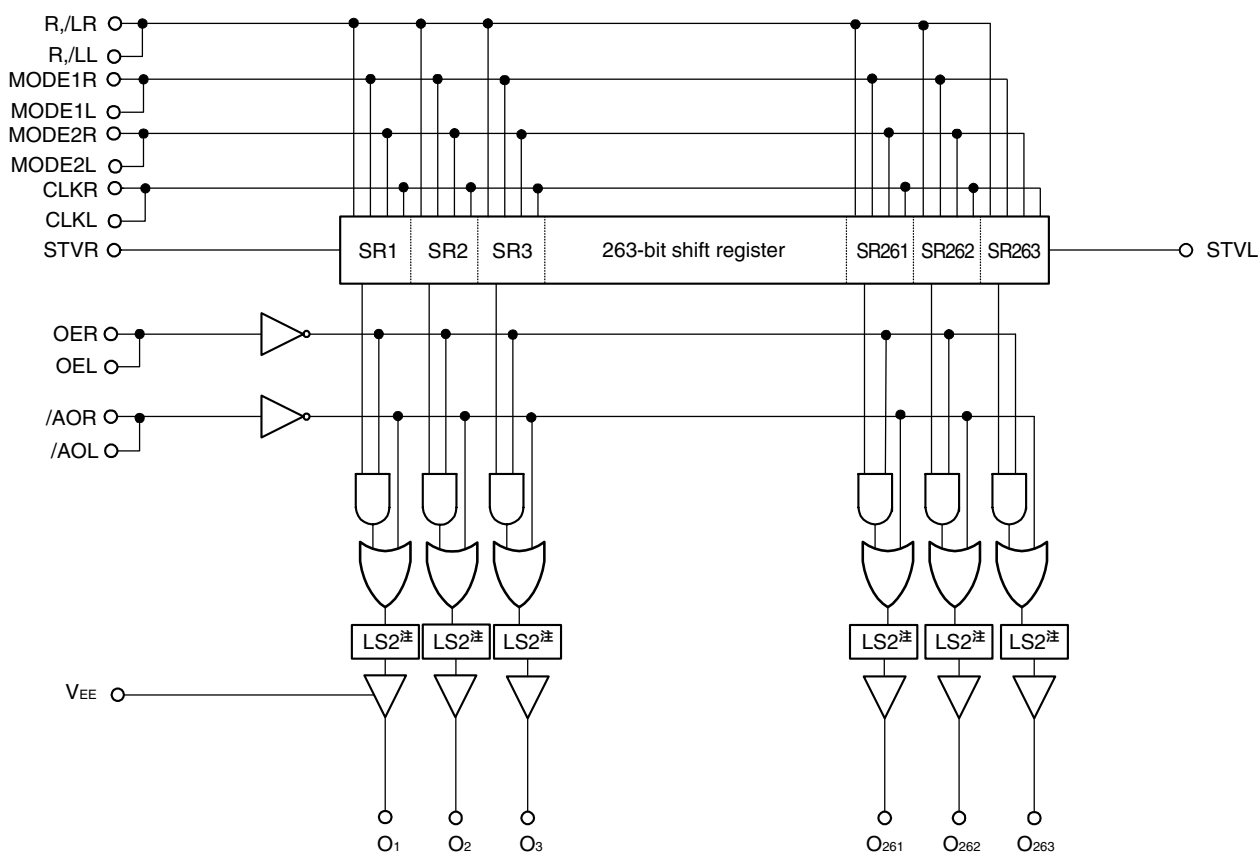 R,/LR
R,/LL
MODE1R
MODE1L
MODE2R
MODE2L
CLKR
CLKL
STVR
SR1 SR2 SR3 263-bit shift register SR261 SR262 SR263
STVL
OER
OEL
/AOR
/AOL
LS2注 LS2注 LS2注 LS2注 LS2注 LS2注
VEE
O1 O2 O3 O261 O262 O263